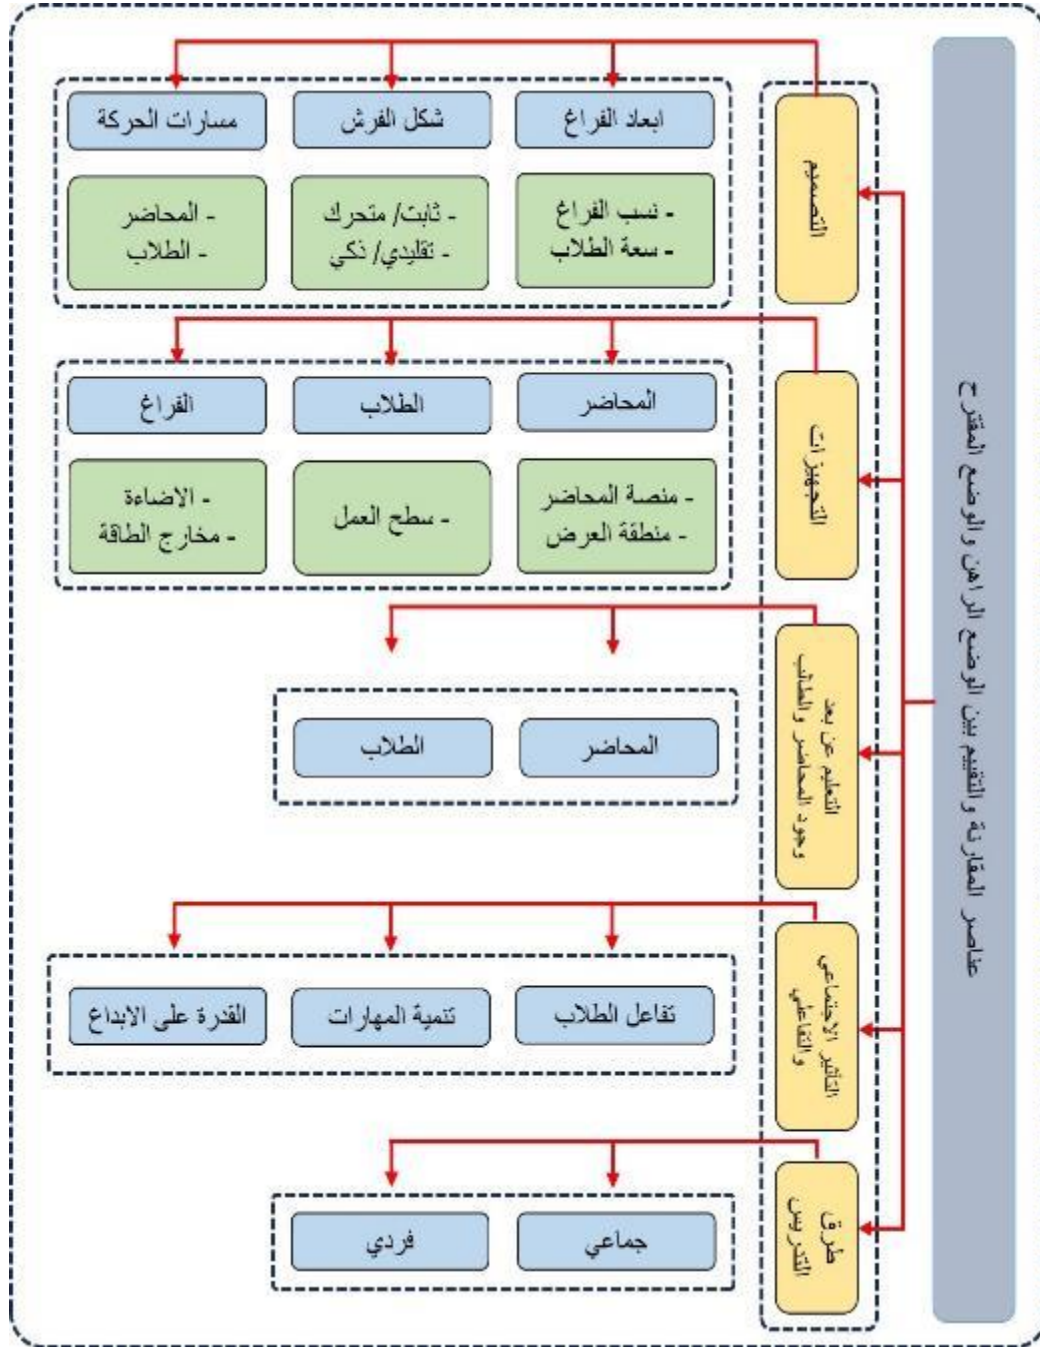 عناصر المقارنة والتقييم بين الوضع الراهن والوضع المقترح
التصميم
ابعاد الفراغ
شكل الفرش
مسارات الحركة
- نسب الفراغ
- سعة الطلاب
- ثابت/ متحرك
- تقليدي/ ذكي
- المحاضر
- الطلاب
التجهيزات
المحاضر
الطلاب
الفراغ
- منصة المحاضر
- منطقة العرض
- سطح العمل
- الاضاءة
- مخارج الطاقة
التعليم عن بعد
وجود المحاضر والطالب
المحاضر
الطلاب
التأثير الاجتماعي
والتفاعلي
تفاعل الطلاب
تنمية المهارات
القدرة على الابداع
طرق
التدريس
جماعي
فردي